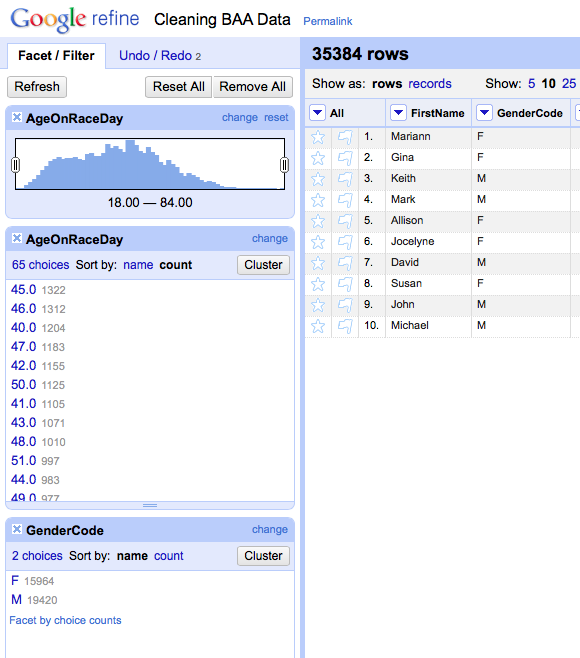 Google refine Cleaning BAA Data Permalink
Facet / Filter Undo / Redo 2
Refresh Reset All Remove All
AgeOnRaceDay change reset
18.00 — 84.00
AgeOnRaceDay change
65 choices Sort by: name count Cluster
45.0 1322
46.0 1312
40.0 1204
47.0 1183
42.0 1155
50.0 1125
41.0 1105
43.0 1071
48.0 1010
51.0 997
44.0 983
49.0 977
GenderCode change
2 choices Sort by: name count Cluster
F 15964
M 19420
Facet by choice counts
35384 rows
Show as: rows records Show: 5 10 25
All FirstName GenderCode
1. Mariann F
2. Gina F
3. Keith M
4. Mark M
5. Allison F
6. Jocelyne F
7. David M
8. Susan F
9. John M
10. Michael M